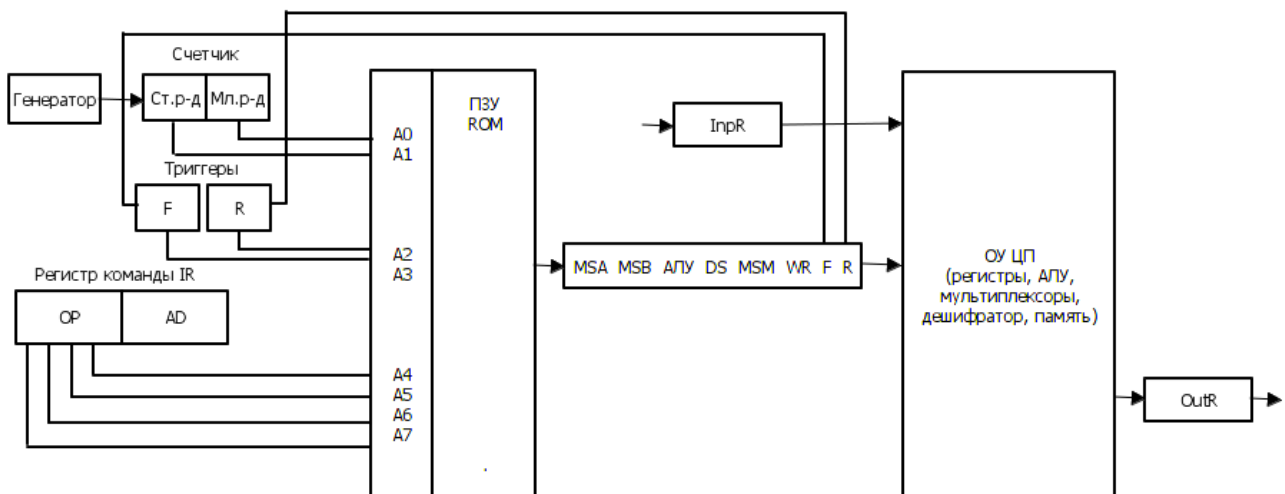 Счетчик
Генератор
Ст.р-д
Мл.р-д
ПЗУ
ROM
InpR
A0
A1
Триггеры
F
R
A2
A3
MSA MSB АЛУ DS MSM WR F R
ОУ ЦП
(регистры, АЛУ,
мультиплексоры,
дешифратор, память)
Регистр команды IR
OP
AD
A4
A5
A6
A7
OutR